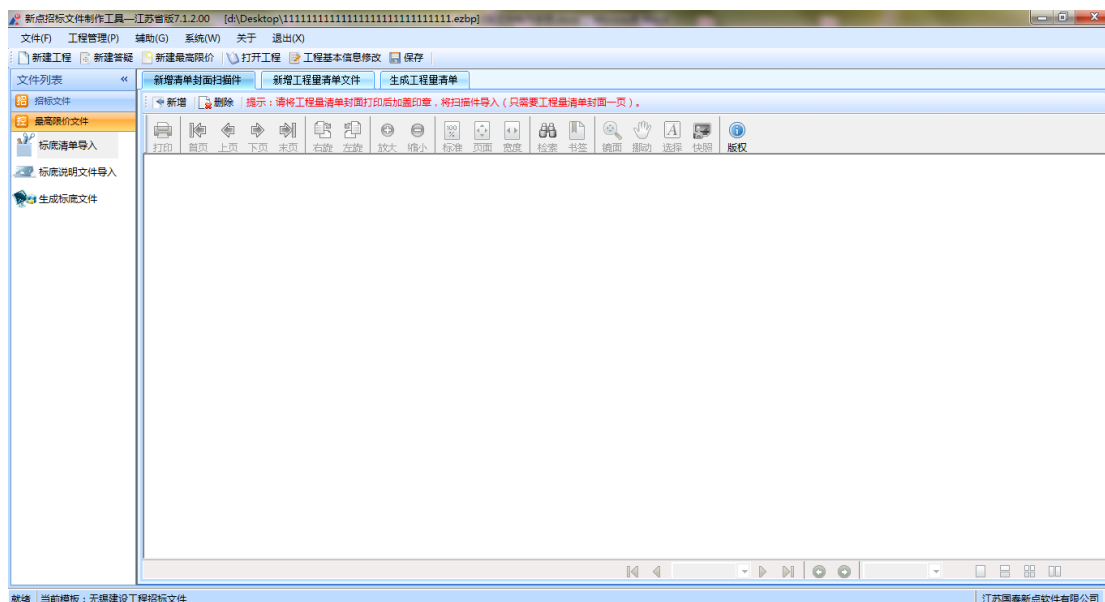 新点招标文件制作工具—江苏省版7.1.2.00 [d:\Desktop\11111111111111111111111111111.ezbp]
文件(F) 工程管理(P) 辅助(G) 系统(W) 关于 退出(X)
新建工程 新建答疑 新建最高限价 打开工程 工程基本信息修改 保存
文件列表 «
招 招标文件
控 最高限价文件
标底清单导入
标底说明文件导入
生成标底文件
新增清单封面扫描件 新增工程量清单文件 生成工程量清单
新增 删除 提示：请将工程量清单封面打印后加盖印章，将扫描件导入（只需要工程量清单封面一页）。
打印 首页 上页 下页 末页 右旋 左旋 放大 缩小 标准 页面 宽度 检索 书签 镜面 挪动 选择 快照 版权
就绪 当前模板：无锡建设工程招标文件
江苏国泰新点软件有限公司